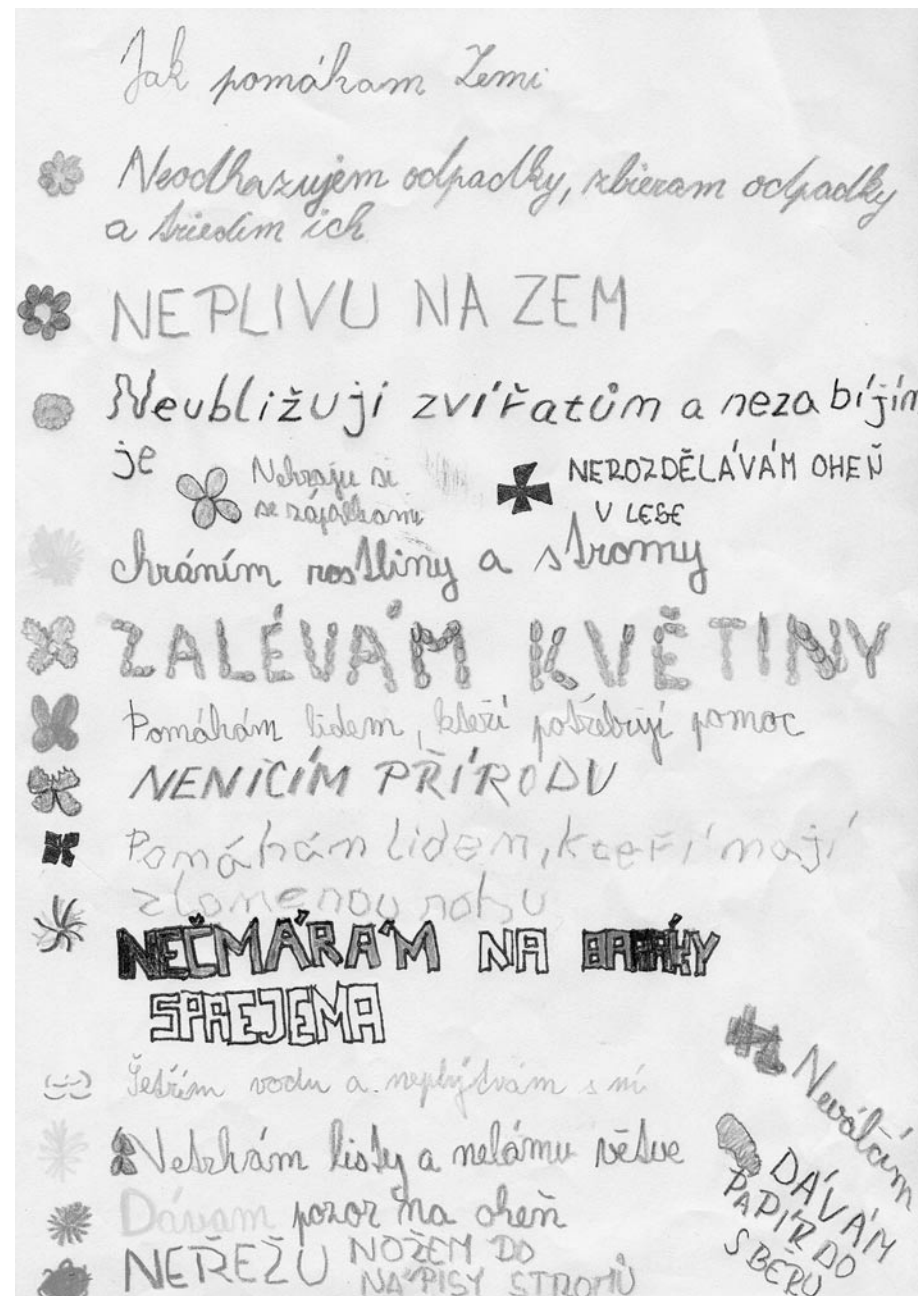 Jak pomáham Zemi
Neodhazujem odpadky, zbieram odpadky
a triedim ich
NEPLIVU NA ZEM
Neubližuji zvířatům a nezabíjím
je
Nehraju si
se zápalkami
NEROZDĚLÁVÁM OHEŇ
V LESE
chráním rostliny a stromy
ZALÉVÁM KVĚTINY
Pomáhám lidem, kteří potřebují pomoc
NENIČÍM PŘÍRODU
Pomáhám lidem, kteří mají
zlomenou nohu
NEČMÁRÁM NA BARÁKY
SPREJEMA
Šetřím vodu a neplýtvám s ní
Netrhám listy a nelámu větve
Dávam pozor na oheň
NEŘEŽU NOŽEM DO
NÁPISY STROMŮ
Neválčím
DÁVÁM
PAPÍR DO
SBĚRU